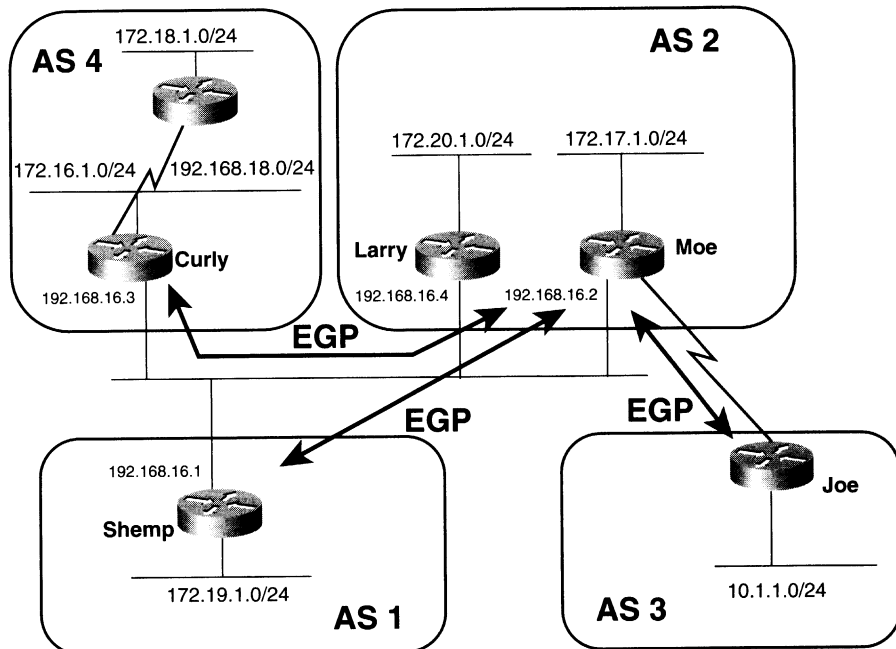 172.18.1.0/24
AS 4
AS 2
172.20.1.0/24
172.17.1.0/24
172.16.1.0/24
192.168.18.0/24
Curly
Larry
Moe
192.168.16.3
192.168.16.4
192.168.16.2
EGP
EGP
EGP
192.168.16.1
Shemp
172.19.1.0/24
AS 1
Joe
10.1.1.0/24
AS 3